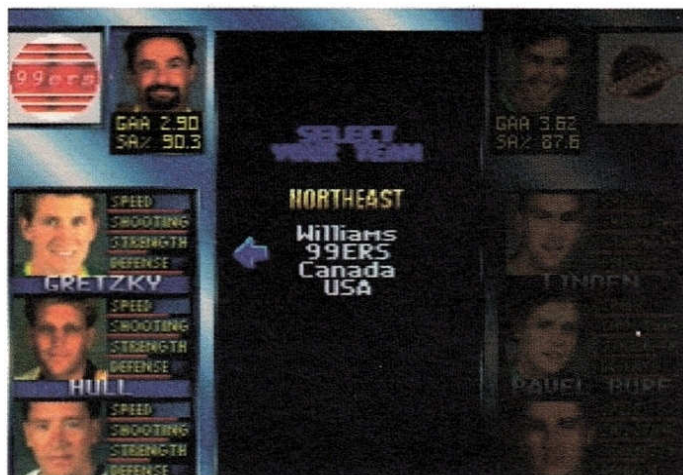 99ers
GAA 2.90
SA% 90.3
SPEED
SHOOTING
STRENGTH
DEFENSE
GRETZKY
SPEED
SHOOTING
STRENGTH
DEFENSE
HULL
SPEED
SHOOTING
STRENGTH
DEFENSE
SELECT
YOUR TEAM
NORTHEAST
Williams
99ERS
Canada
USA
GAA 3.62
SA% 87.6
LINDEN
PAVEL BURE